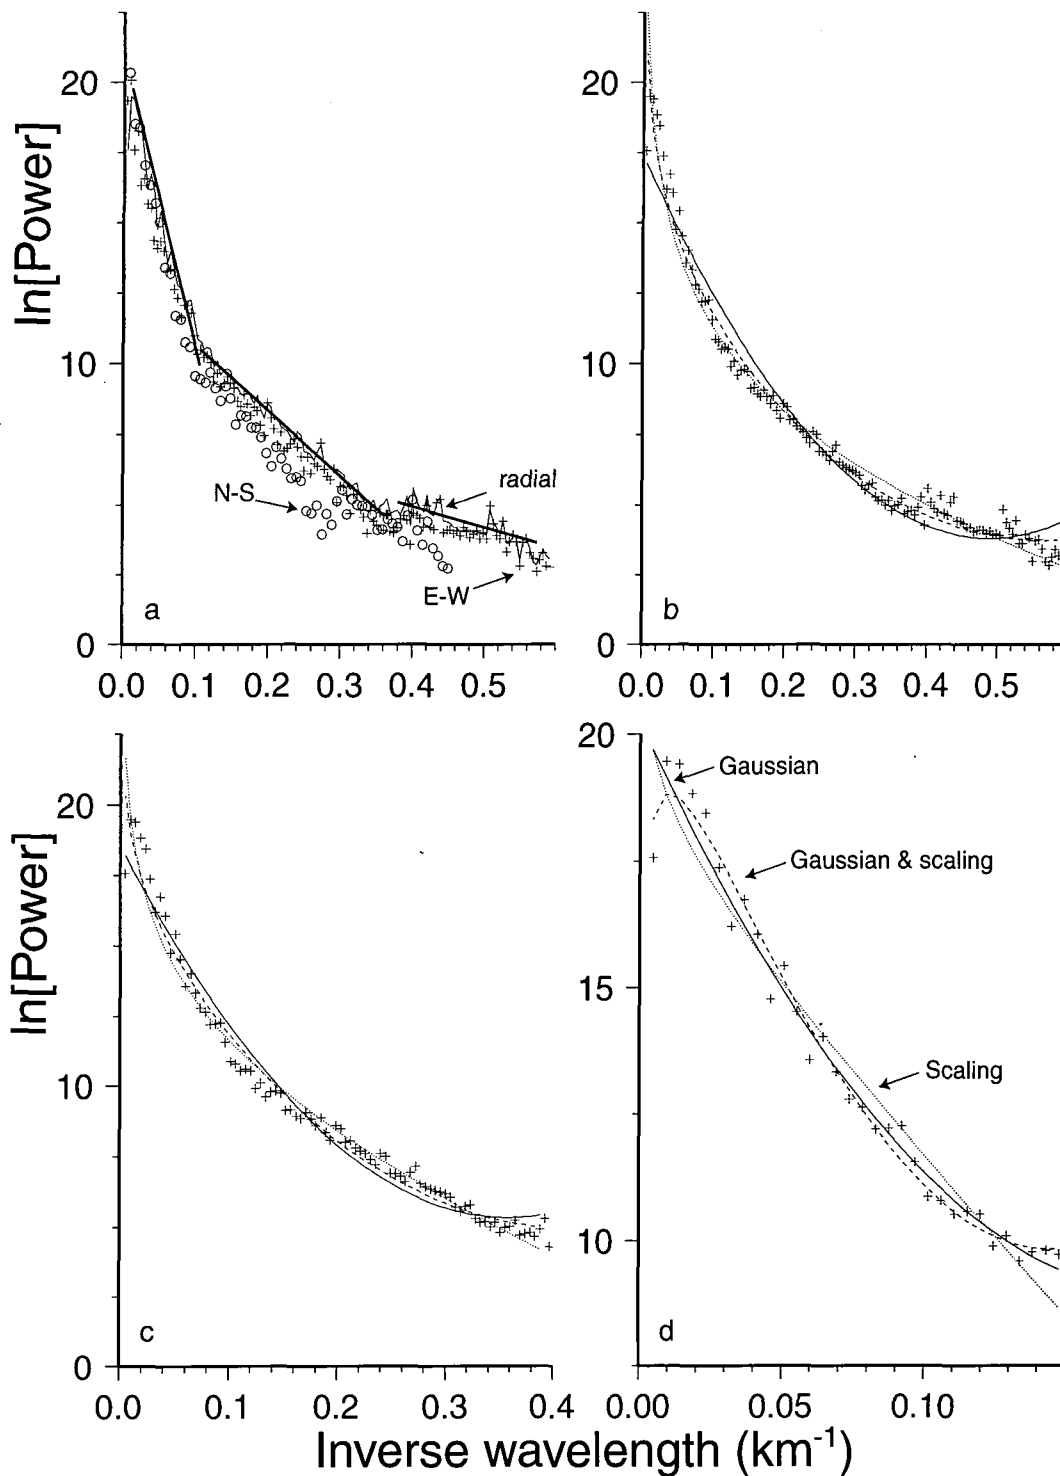 ln[Power]
20
10
0
N-S
radial
E-W
a
0.0 0.1 0.2 0.3 0.4 0.5
20
10
0
b
0.0 0.1 0.2 0.3 0.4 0.5
ln[Power]
20
10
0
c
0.0 0.1 0.2 0.3 0.4
20
15
10
Gaussian
Gaussian & scaling
Scaling
d
0.00 0.05 0.10
Inverse wavelength (km⁻¹)